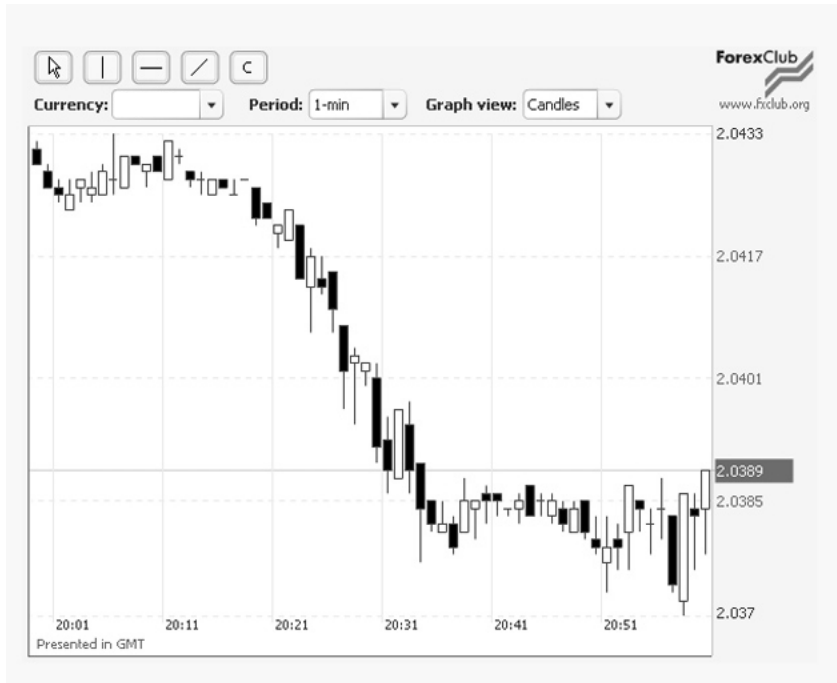 C
ForexClub
www.fxclub.org
Currency:
Period: 1-min
Graph view: Candles
2.0433
2.0417
2.0401
2.0389
2.0385
2.037
20:01 20:11 20:21 20:31 20:41 20:51
Presented in GMT